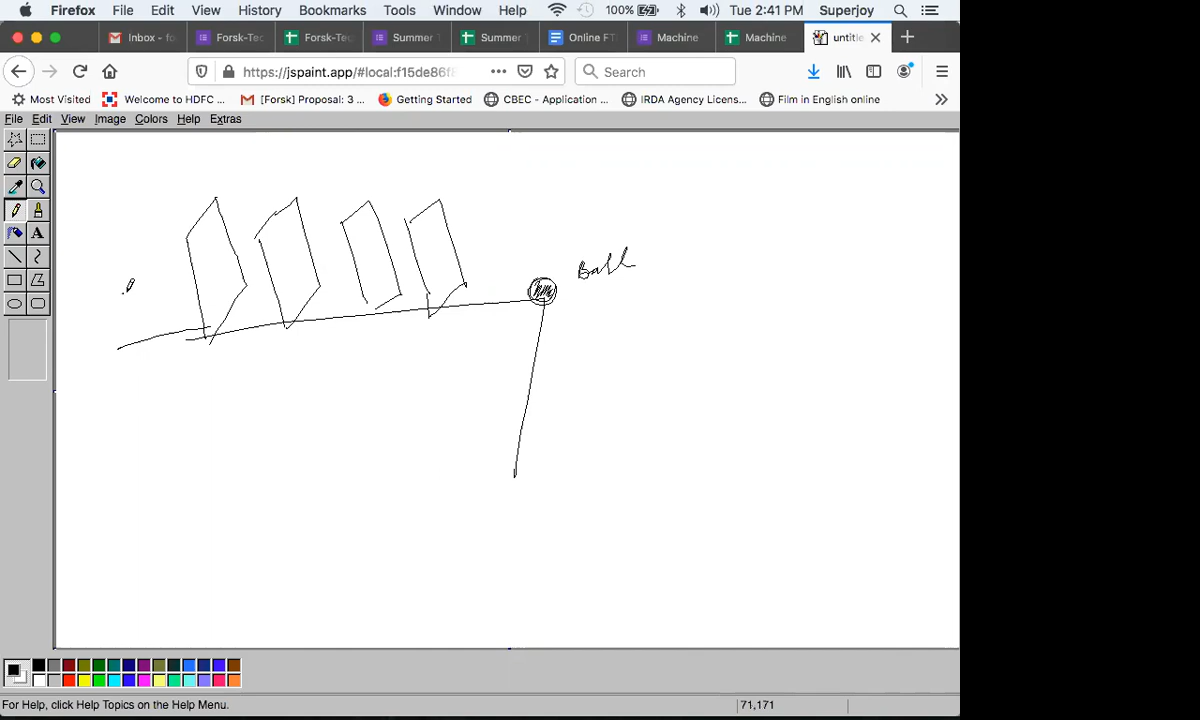 Firefox File Edit View History Bookmarks Tools Window Help 100% Tue 2:41 PM Superjoy
Inbox - fo Forsk-Tec Forsk-Tec Summer T Summer Online FT Machine Machine untitle
https://jspaint.app/#local:f15de86f8 Search
Most Visited Welcome to HDFC ... [Forsk] Proposal: 3 ... Getting Started CBEC - Application ... IRDA Agency Licens... Film in English online
File Edit View Image Colors Help Extras
Ball
For Help, click Help Topics on the Help Menu. 71,171